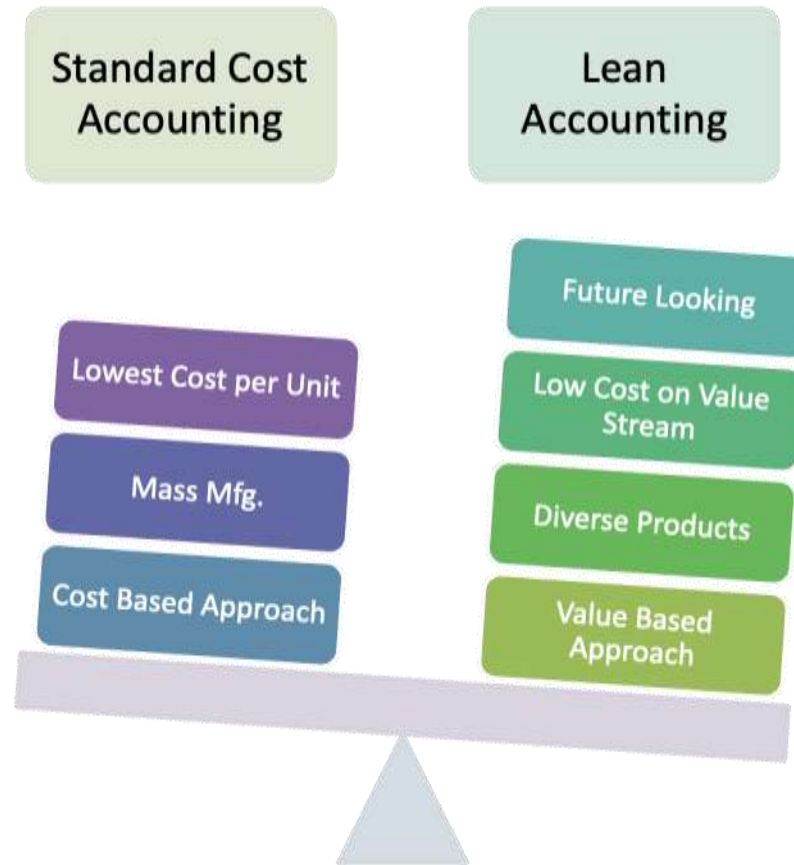 Standard Cost
Accounting
Lean
Accounting
Lowest Cost per Unit
Mass Mfg.
Cost Based Approach
Future Looking
Low Cost on Value
Stream
Diverse Products
Value Based
Approach